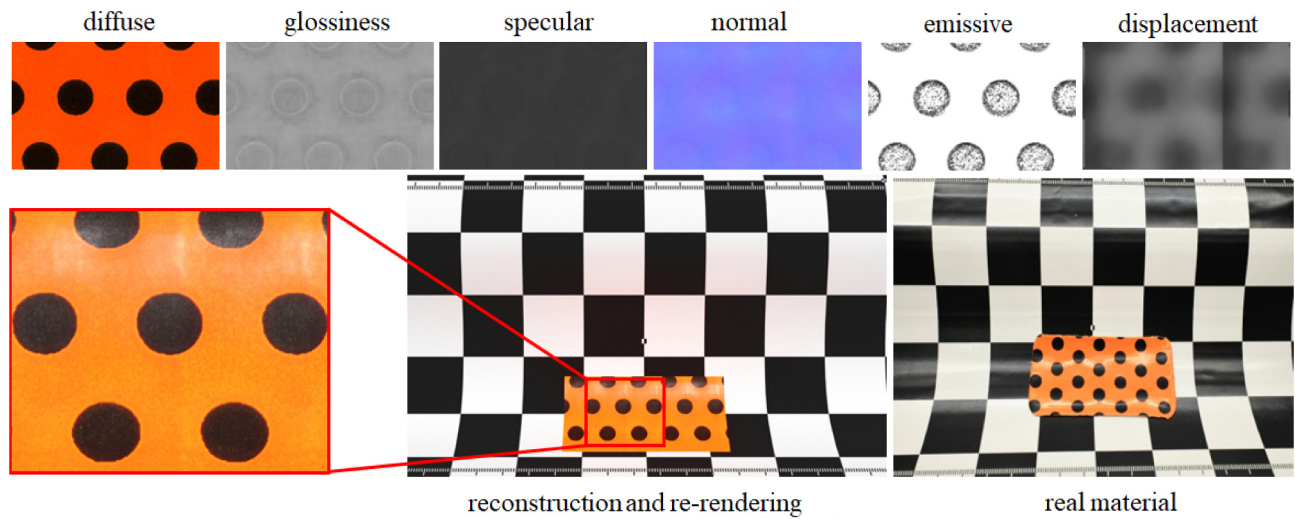 diffuse
glossiness
specular
normal
emissive
displacement
reconstruction and re-rendering
real material